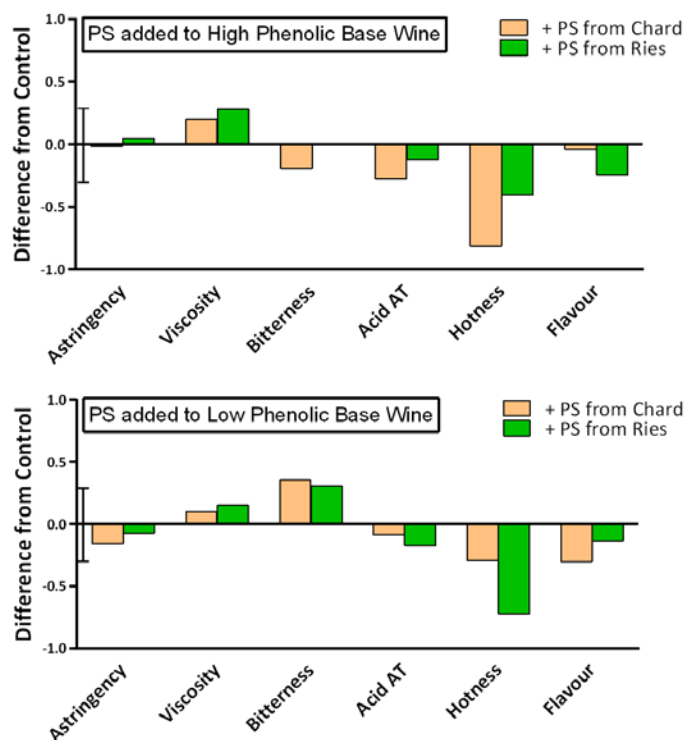 PS added to High Phenolic Base Wine
+ PS from Chard
+ PS from Ries
Difference from Control
1.0
0.5
0.0
-0.5
-1.0
Astringency
Viscosity
Bitterness
Acid AT
Hotness
Flavour
PS added to Low Phenolic Base Wine
+ PS from Chard
+ PS from Ries
Difference from Control
1.0
0.5
0.0
-0.5
-1.0
Astringency
Viscosity
Bitterness
Acid AT
Hotness
Flavour